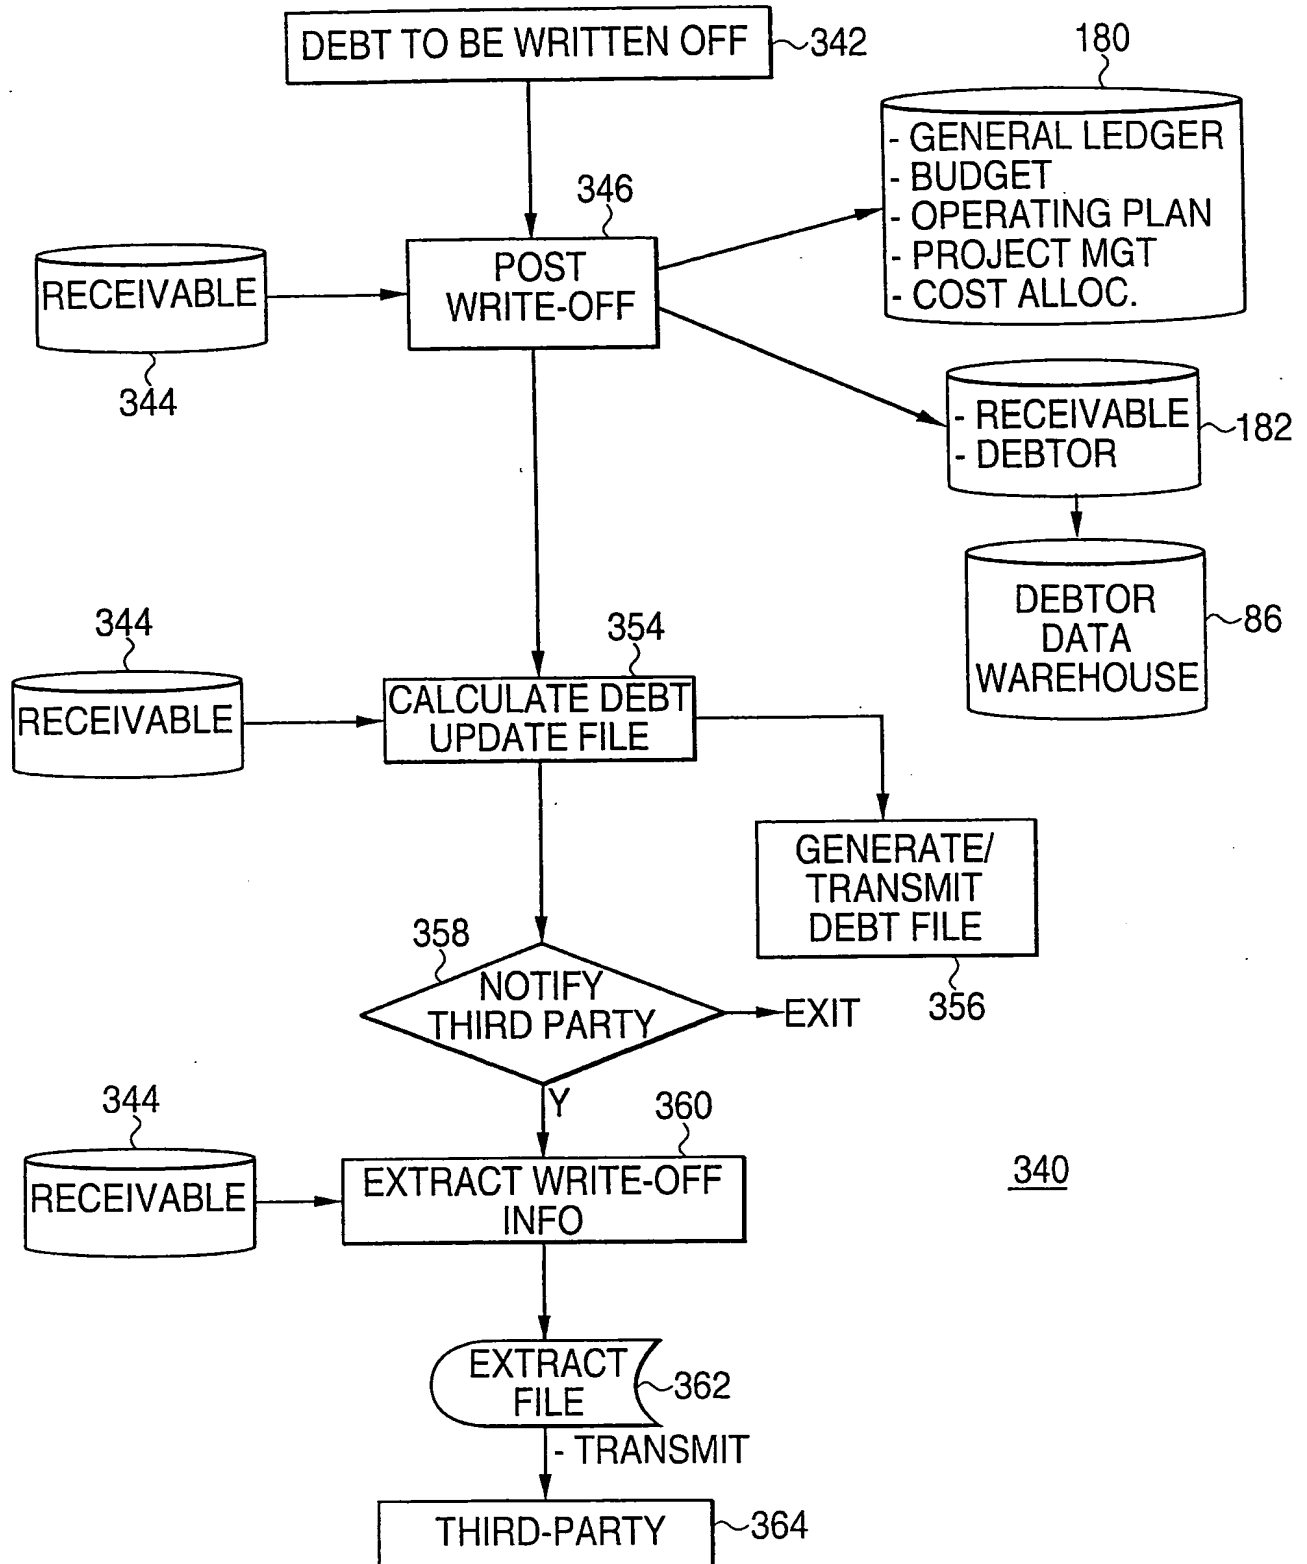 DEBT TO BE WRITTEN OFF
342
180
- GENERAL LEDGER
- BUDGET
- OPERATING PLAN
- PROJECT MGT
- COST ALLOC.
346
POST
WRITE-OFF
RECEIVABLE
344
- RECEIVABLE
- DEBTOR
182
DEBTOR
DATA
WAREHOUSE
86
344
RECEIVABLE
354
CALCULATE DEBT
UPDATE FILE
GENERATE/
TRANSMIT
DEBT FILE
356
358
NOTIFY
THIRD PARTY
EXIT
Y
344
RECEIVABLE
360
EXTRACT WRITE-OFF
INFO
340
EXTRACT
FILE
362
- TRANSMIT
THIRD-PARTY
364